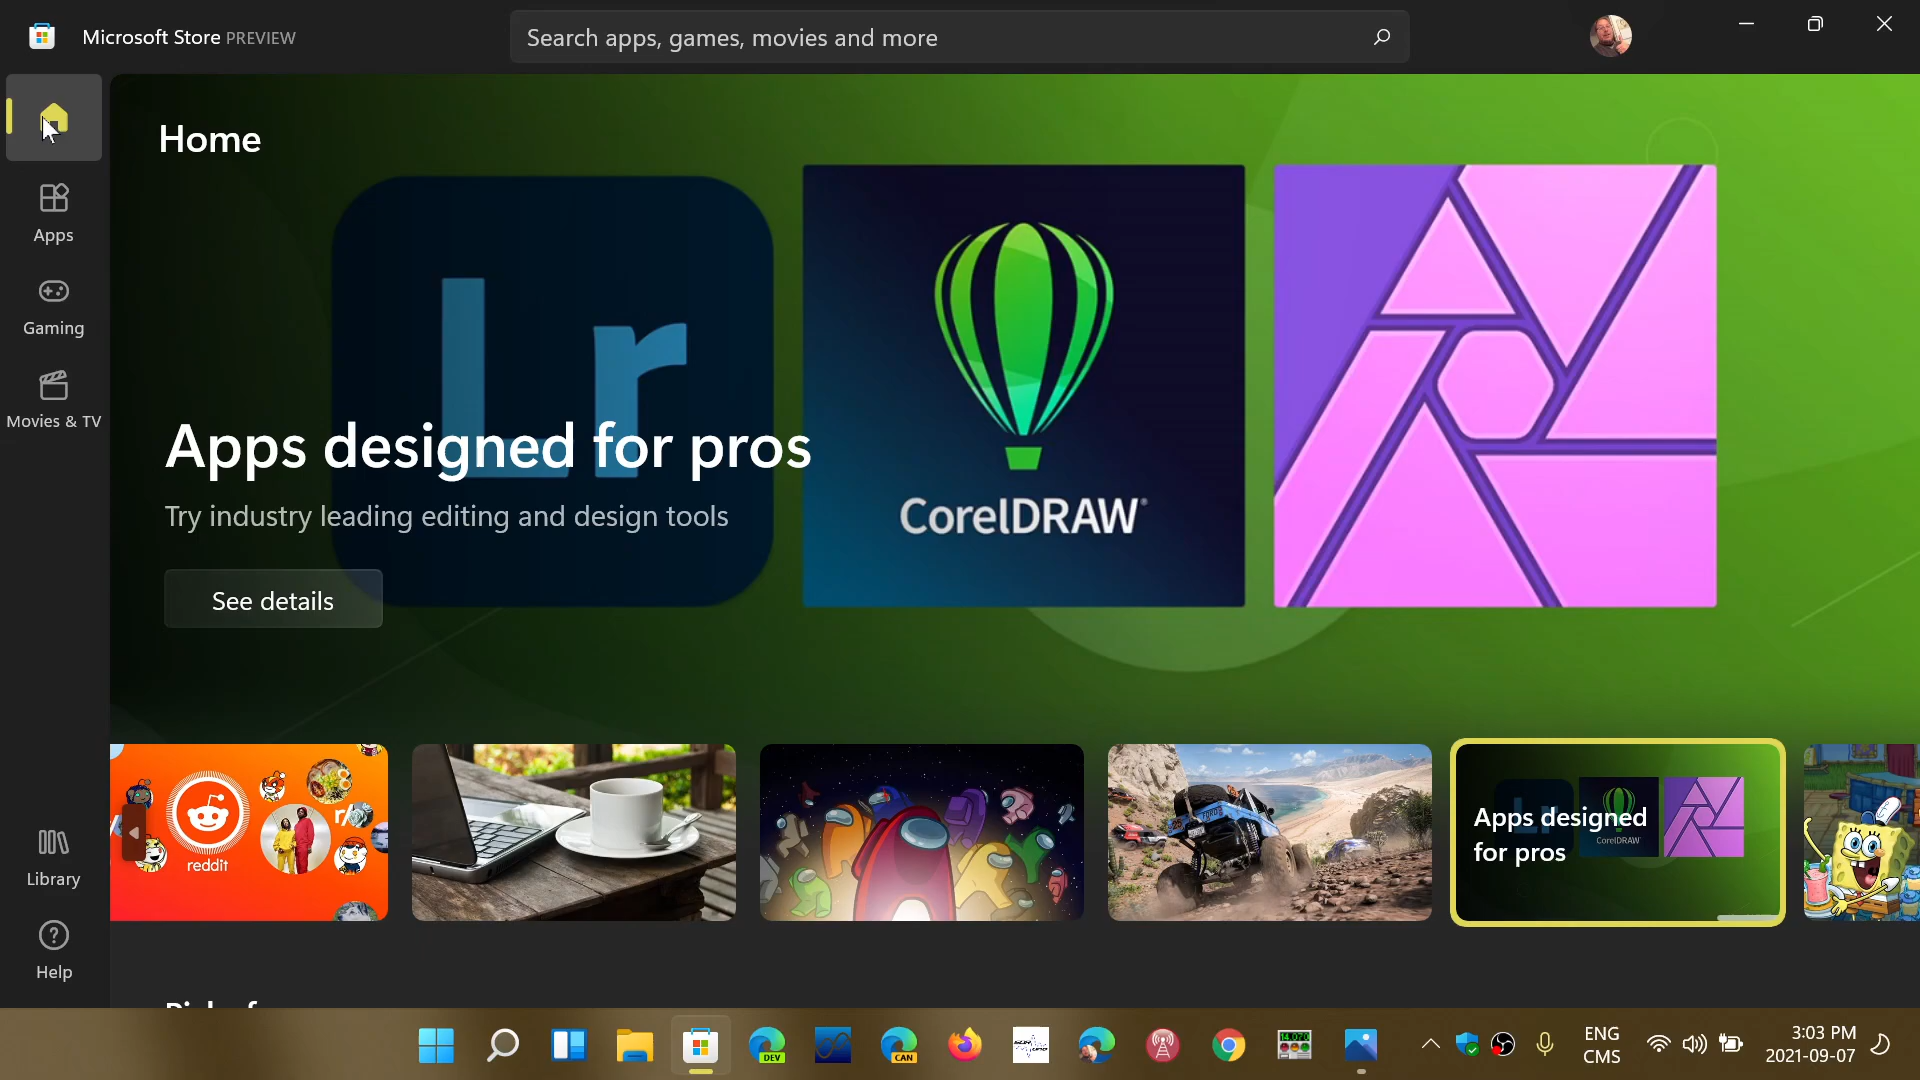 Microsoft Store PREVIEW
Search apps, games, movies and more
Home
Apps
Gaming
Movies & TV
Lr
CorelDRAW®
Apps designed for pros
Try industry leading editing and design tools
See details
reddit
r/
Apps designed
for pros
CorelDRAW
Library
Help
DEV
CAN
14.070
ENG
CMS
3:03 PM
2021-09-07